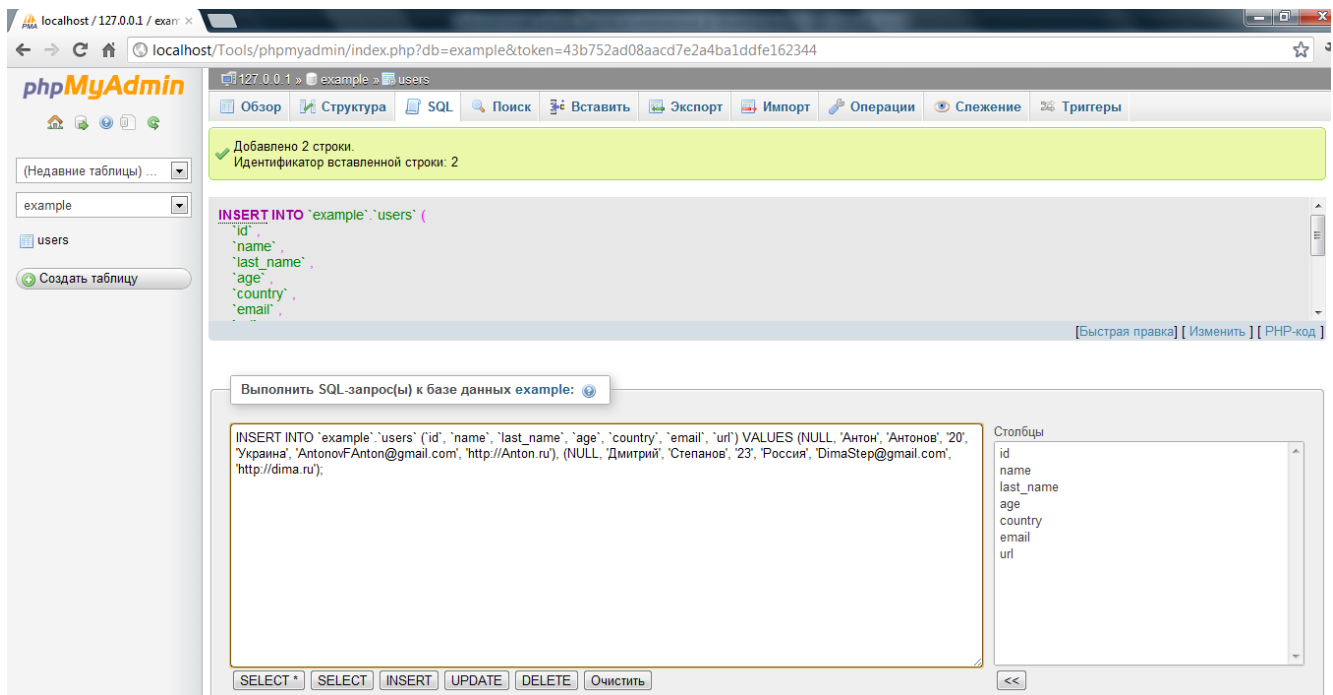 localhost / 127.0.0.1 / exam
localhost/Tools/phpmyadmin/index.php?db=example&token=43b752ad08aacd7e2a4ba1ddfe162344
phpMyAdmin
127.0.0.1 » example » users
Обзор Структура SQL Поиск Вставить Экспорт Импорт Операции Слежение Триггеры
(Недавние таблицы) ...
example
users
Создать таблицу
Добавлено 2 строки.
Идентификатор вставленной строки: 2
INSERT INTO `example`.`users` (
`id` ,
`name` ,
`last_name` ,
`age` ,
`country` ,
`email` ,
[Быстрая правка] [ Изменить ] [ PHP-код ]
Выполнить SQL-запрос(ы) к базе данных example:
INSERT INTO `example`.`users` (`id`, `name`, `last_name`, `age`, `country`, `email`, `url`) VALUES (NULL, 'Антон', 'Антонов', '20',
'Украина', 'AntonovFAnton@gmail.com', 'http://Anton.ru'), (NULL, 'Дмитрий', 'Степанов', '23', 'Россия', 'DimaStep@gmail.com',
'http://dima.ru');
Столбцы
id
name
last_name
age
country
email
url
SELECT * SELECT INSERT UPDATE DELETE Очистить <<